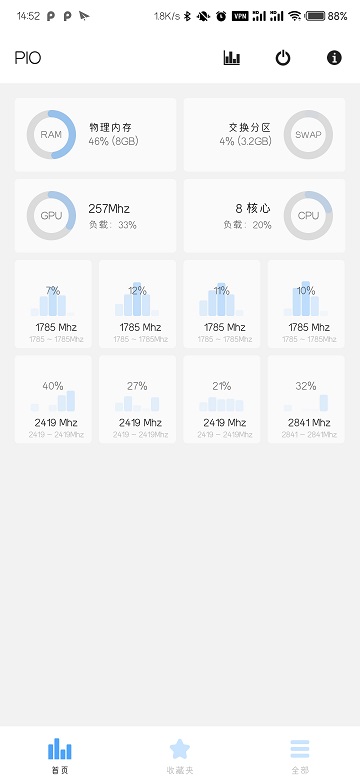 14:52 1.8K/s VPN HD HD 88%
PIO
RAM 物理内存 46% (8GB)
交换分区 4% (3.2GB) SWAP
GPU 257Mhz 负载：33%
8 核心 负载：20% CPU
7% 12% 11% 10%
1785 Mhz 1785 Mhz 1785 Mhz 1785 Mhz
1785 ~ 1785Mhz 1785 ~ 1785Mhz 1785 ~ 1785Mhz 1785 ~ 1785Mhz
40% 27% 21% 32%
2419 Mhz 2419 Mhz 2419 Mhz 2841 Mhz
2419 ~ 2419Mhz 2419 ~ 2419Mhz 2419 ~ 2419Mhz 2841 ~ 2841Mhz
首页 收藏夹 全部